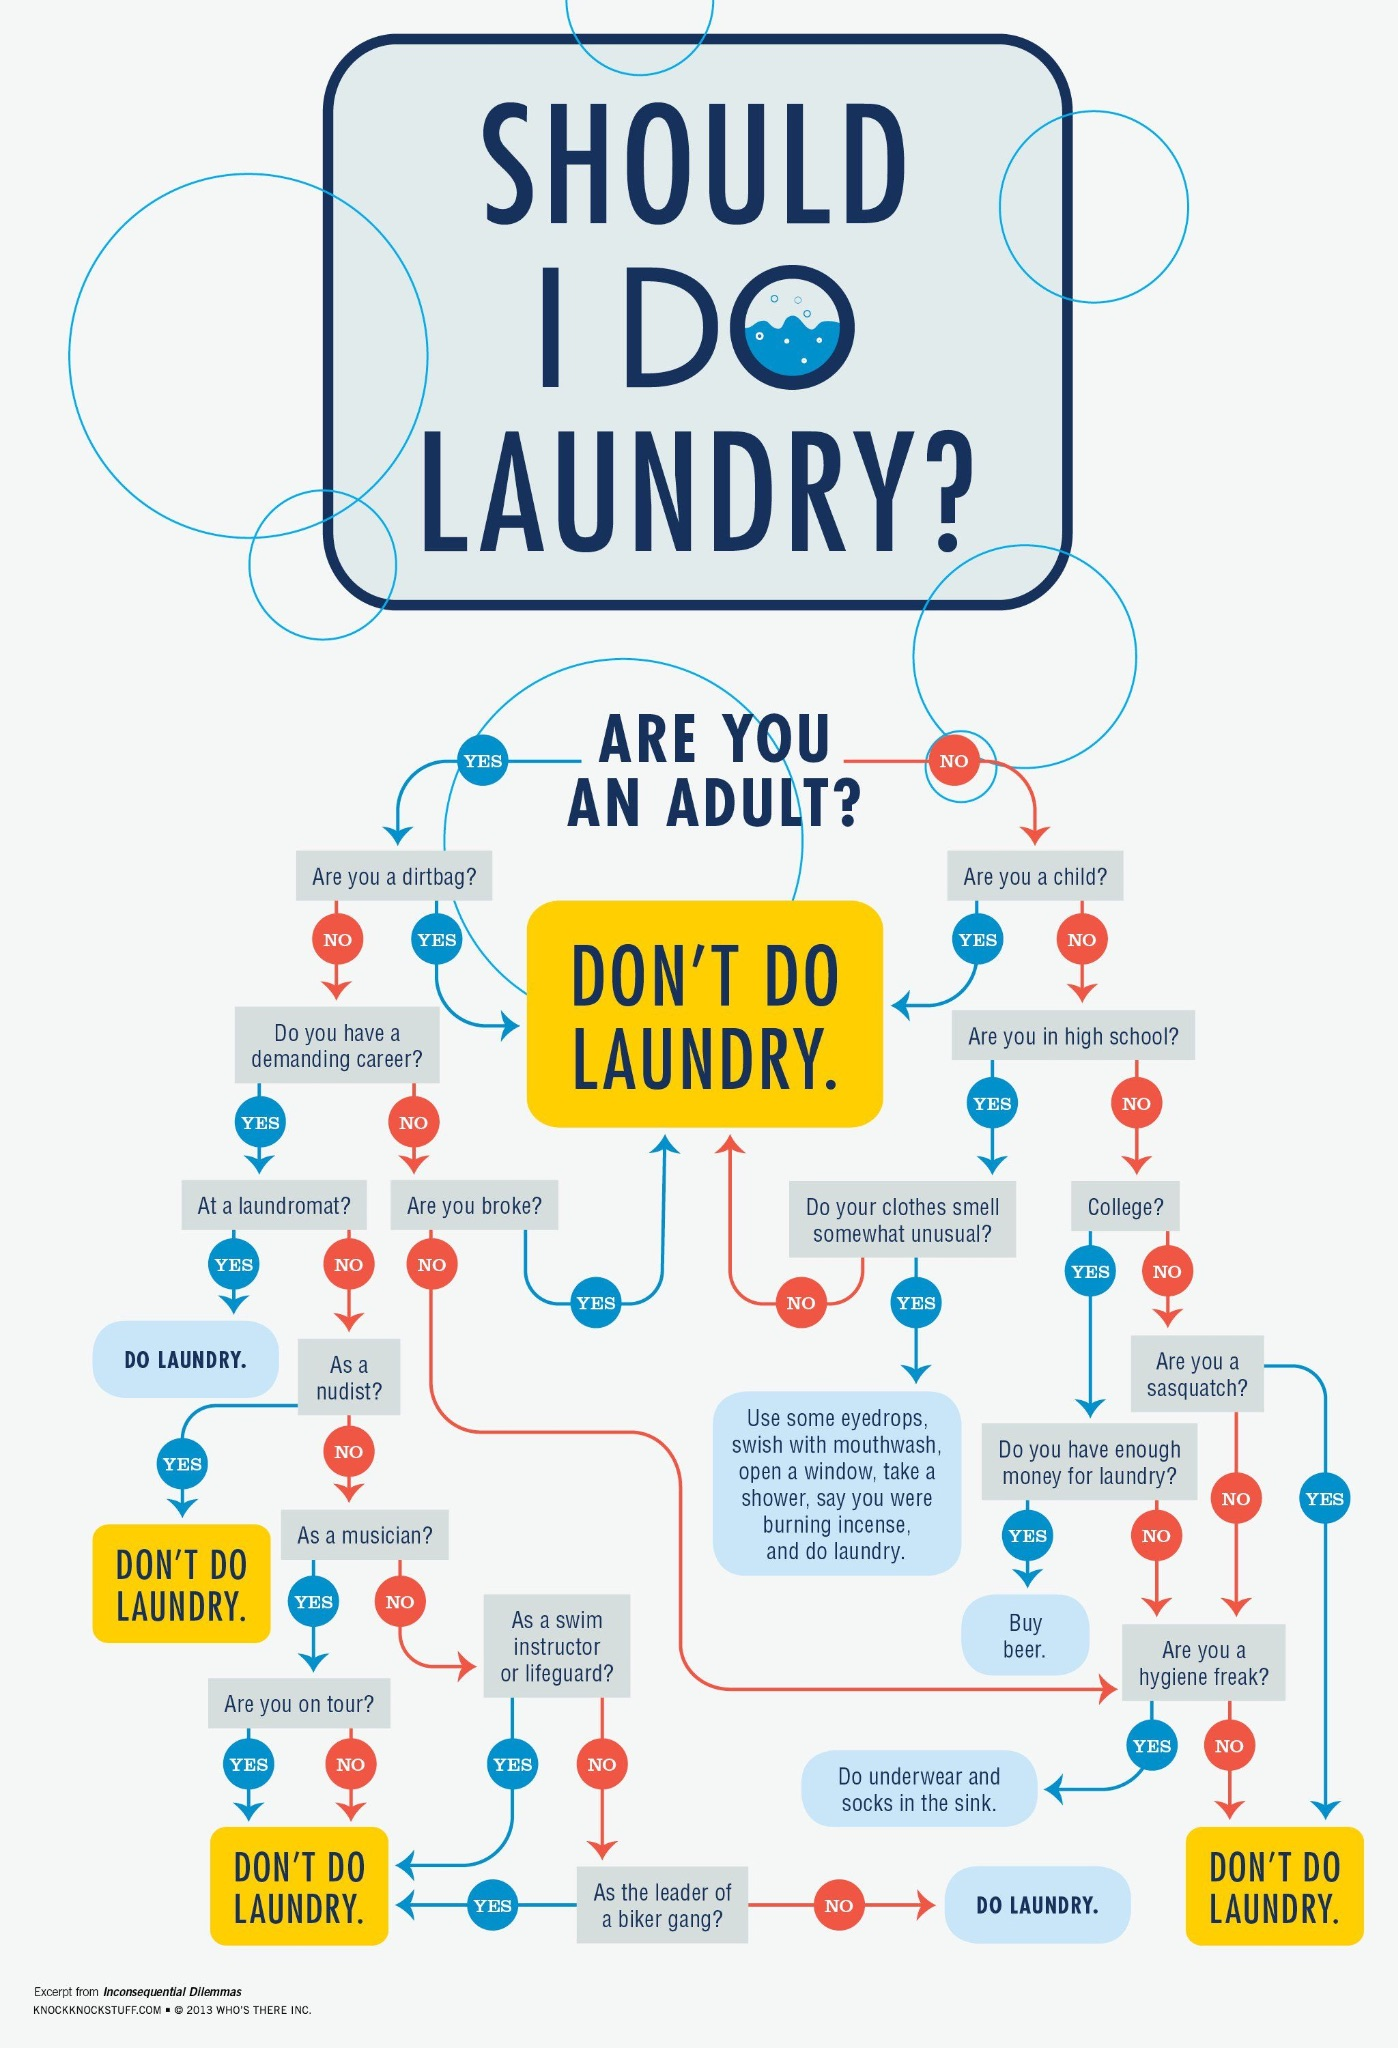 SHOULD
I DO
LAUNDRY?
ARE YOU
AN ADULT?
YES
NO
Are you a dirtbag?
Are you a child?
NO
YES
YES
NO
DON'T DO
LAUNDRY.
Do you have a
demanding career?
Are you in high school?
YES
NO
YES
NO
At a laundromat?
Are you broke?
Do your clothes smell
somewhat unusual?
College?
YES
NO
NO
YES
NO
YES
YES
NO
DO LAUNDRY.
As a
nudist?
Are you a
sasquatch?
Use some eyedrops,
swish with mouthwash,
open a window, take a
shower, say you were
burning incense,
and do laundry.
Do you have enough
money for laundry?
YES
NO
NO
YES
YES
NO
DON'T DO
LAUNDRY.
As a musician?
YES
NO
As a swim
instructor
or lifeguard?
Buy
beer.
Are you a
hygiene freak?
Are you on tour?
YES
NO
YES
NO
YES
NO
Do underwear and
socks in the sink.
DON'T DO
LAUNDRY.
YES
As the leader of
a biker gang?
NO
DO LAUNDRY.
DON'T DO
LAUNDRY.
Excerpt from Inconsequential Dilemmas
KNOCKKNOCKSTUFF.COM ▪ © 2013 WHO'S THERE INC.